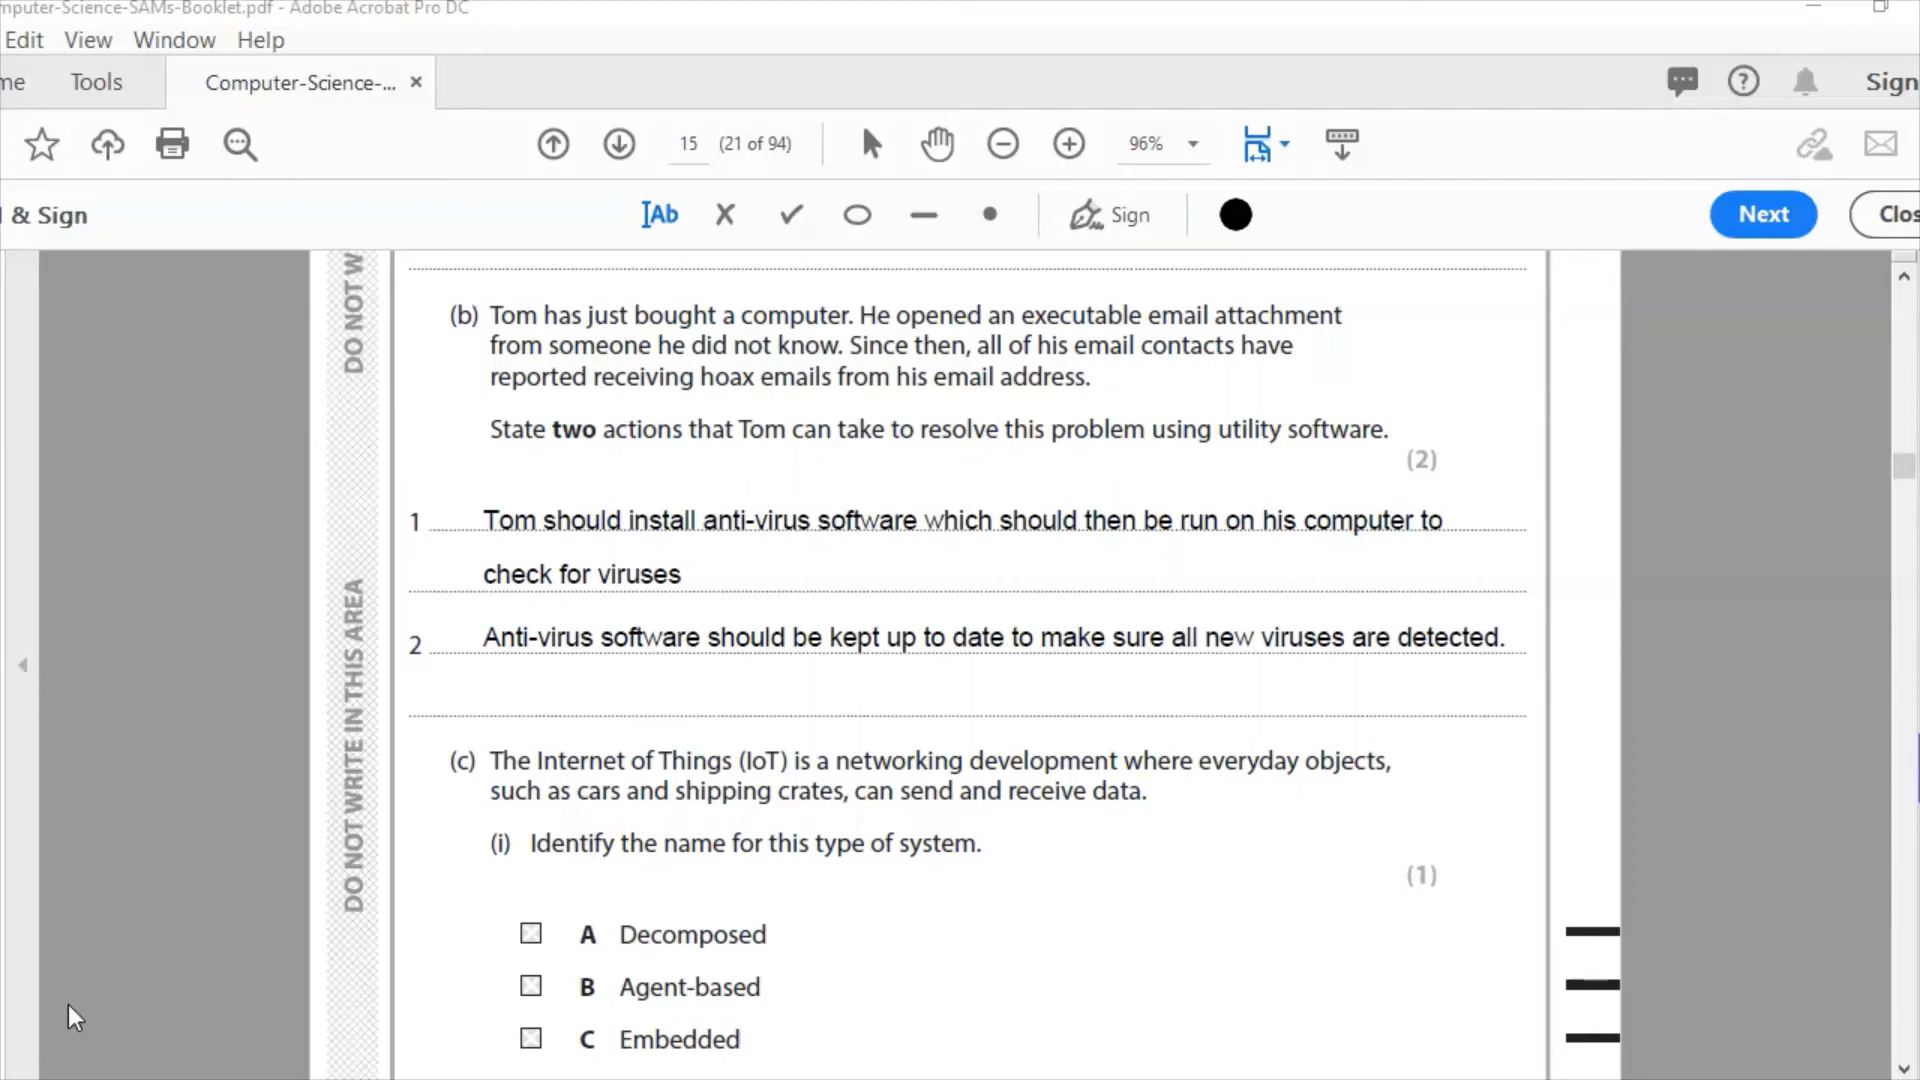 mputer-Science-SAMs-Booklet.pdf - Adobe Acrobat Pro DC
Edit View Window Help
me Tools Computer-Science-... × Sign
15 (21 of 94) 96%
& Sign Ab Sign Next Clos
DO NOT W
(b) Tom has just bought a computer. He opened an executable email attachment
from someone he did not know. Since then, all of his email contacts have
reported receiving hoax emails from his email address.
State two actions that Tom can take to resolve this problem using utility software.
(2)
1 Tom should install anti-virus software which should then be run on his computer to
check for viruses
2 Anti-virus software should be kept up to date to make sure all new viruses are detected.
DO NOT WRITE IN THIS AREA
(c) The Internet of Things (IoT) is a networking development where everyday objects,
such as cars and shipping crates, can send and receive data.
(i) Identify the name for this type of system.
(1)
A Decomposed
B Agent-based
C Embedded